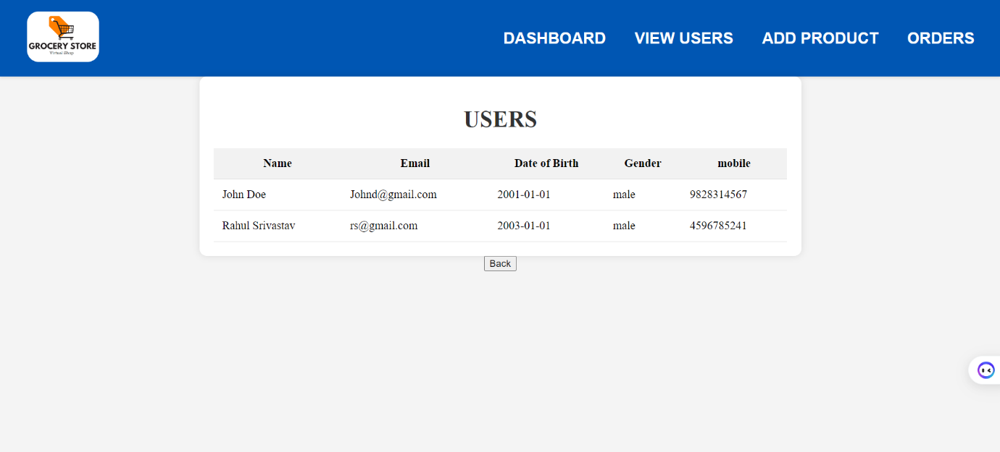 GROCERY STORE
Virtual Shop
DASHBOARD VIEW USERS ADD PRODUCT ORDERS
USERS
Name Email Date of Birth Gender mobile
John Doe Johnd@gmail.com 2001-01-01 male 9828314567
Rahul Srivastav rs@gmail.com 2003-01-01 male 4596785241
Back